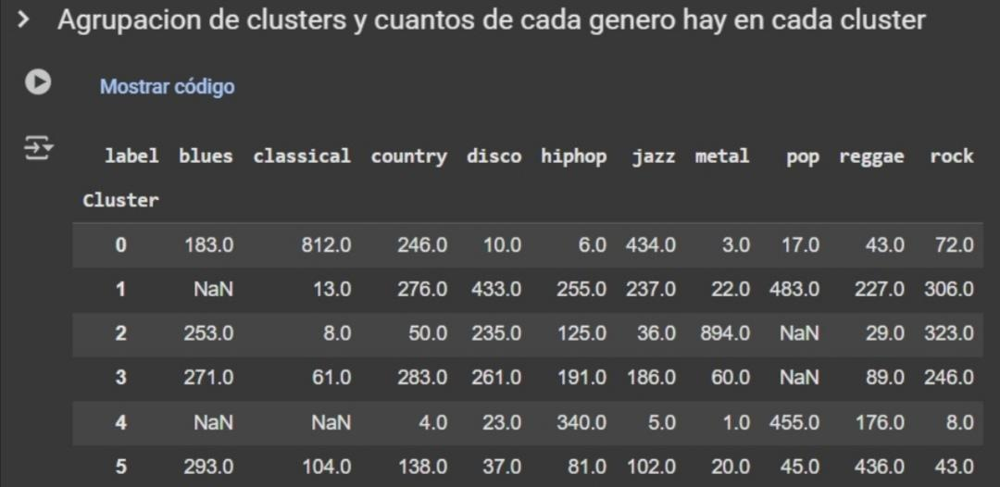 Agrupacion de clusters y cuantos de cada genero hay en cada cluster
Mostrar código
label blues classical country disco hiphop jazz metal pop reggae rock
Cluster
0 183.0 812.0 246.0 10.0 6.0 434.0 3.0 17.0 43.0 72.0
1 NaN 13.0 276.0 433.0 255.0 237.0 22.0 483.0 227.0 306.0
2 253.0 8.0 50.0 235.0 125.0 36.0 894.0 NaN 29.0 323.0
3 271.0 61.0 283.0 261.0 191.0 186.0 60.0 NaN 89.0 246.0
4 NaN NaN 4.0 23.0 340.0 5.0 1.0 455.0 176.0 8.0
5 293.0 104.0 138.0 37.0 81.0 102.0 20.0 45.0 436.0 43.0